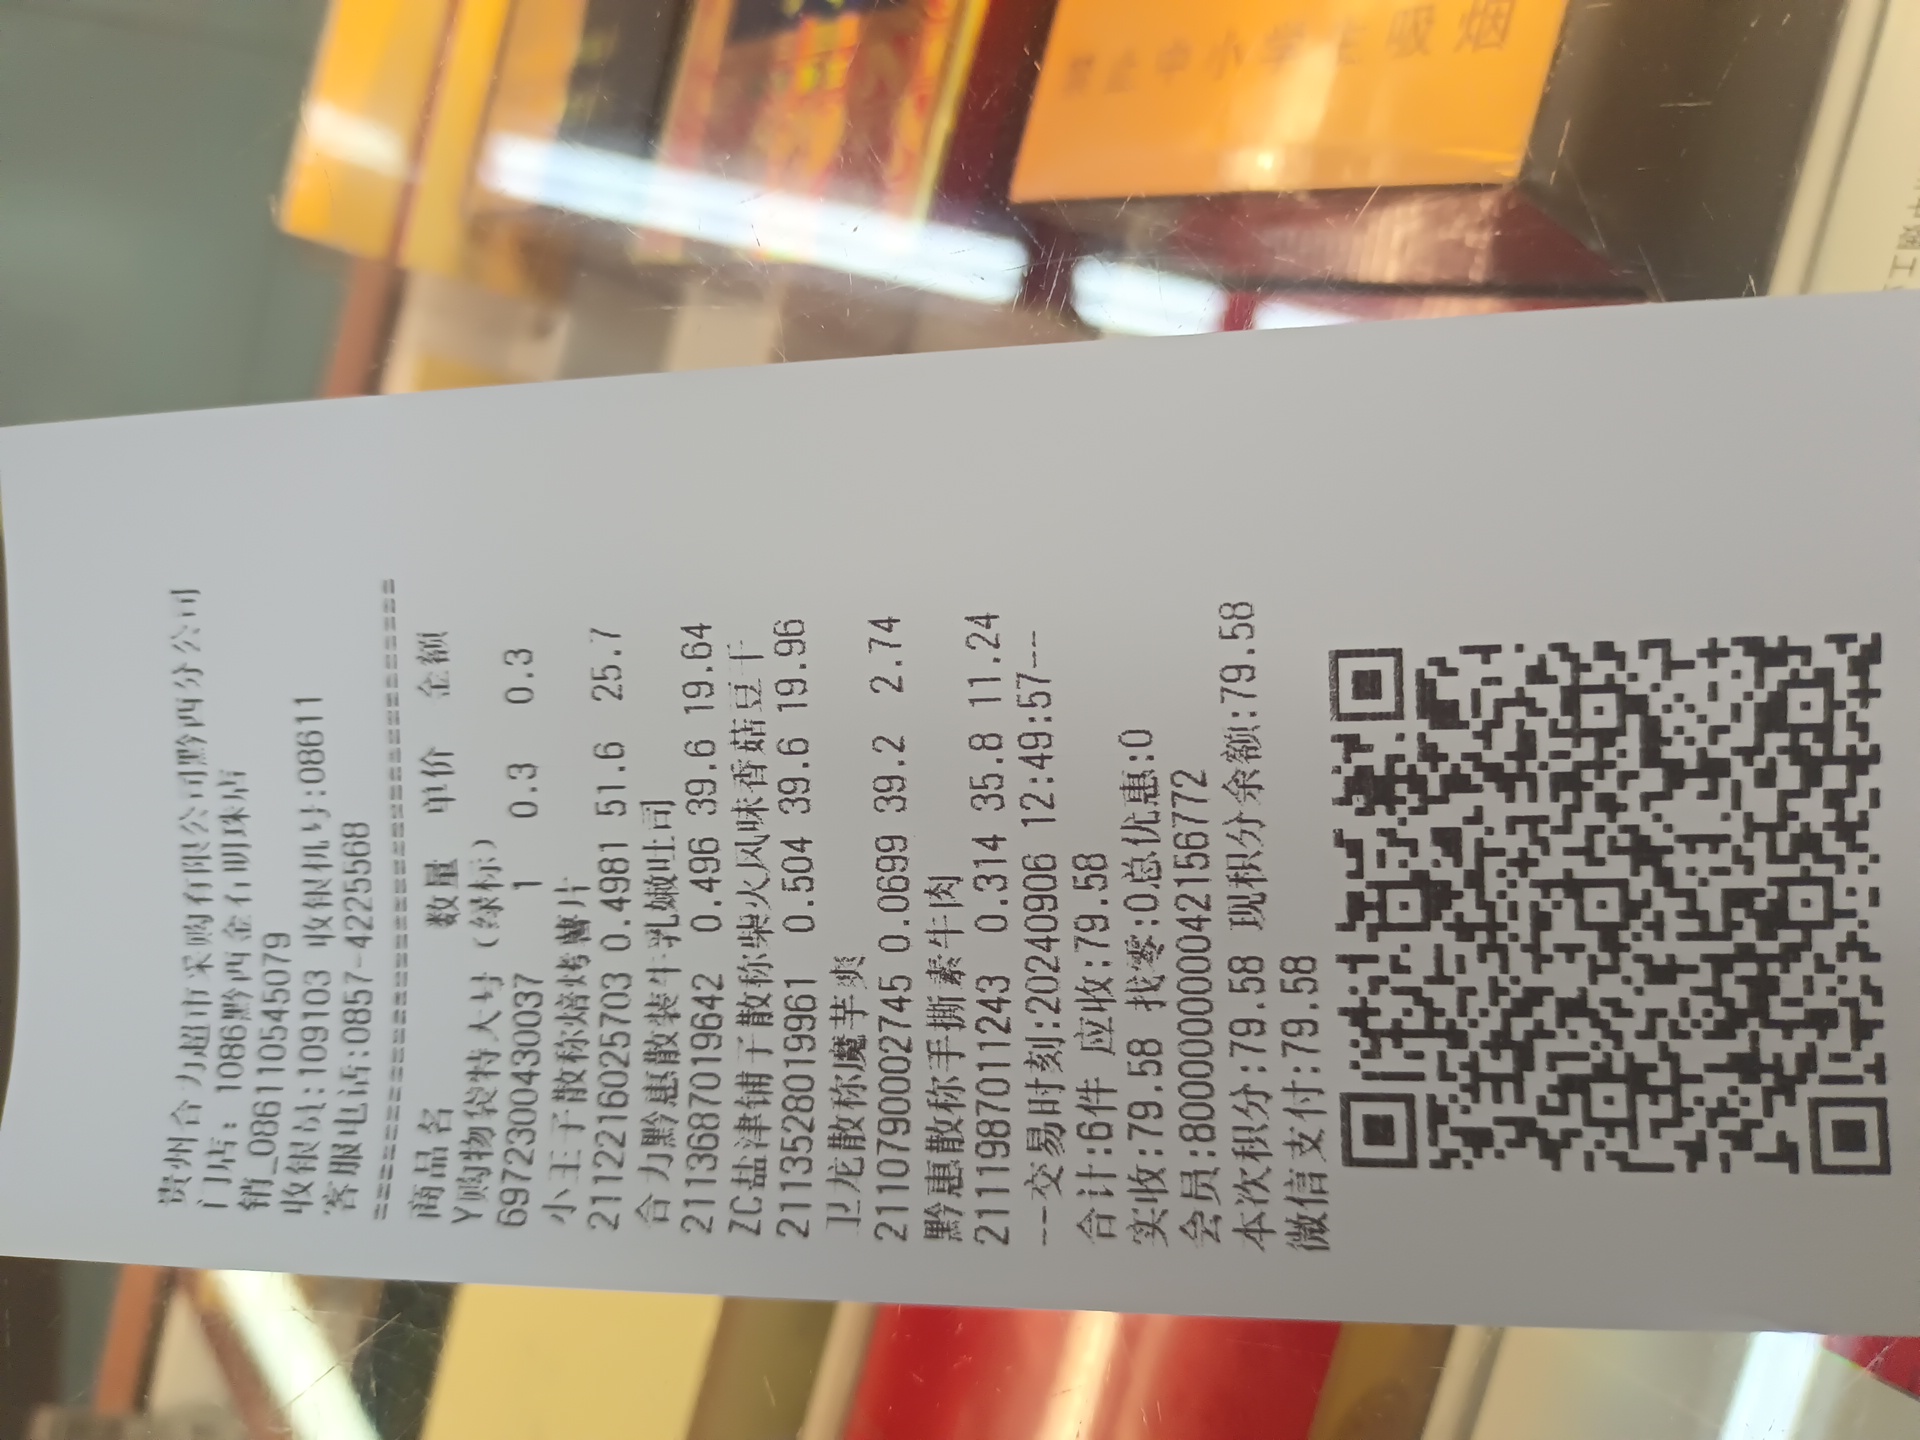 贵州合力超市采购有限公司黔西分公司
门店: 1086黔西金石明珠店
销_086110545079
收银员:109103 收银机号:08611
客服电话:0857-4225568
商品名 数量 单价 金额
Y购物袋特大号(绿标)
6972300430037 1 0.3 0.3
小王子散称焙烤薯片
2112216025703 0.4981 51.6 25.7
合力黔惠散装牛乳嫩吐司
2113687019642 0.496 39.6 19.64
ZC盐津铺子散称柴火风味香菇豆干
2113528019961 0.504 39.6 19.96
卫龙散称魔芋爽
2110790002745 0.0699 39.2 2.74
黔惠散称手撕素牛肉
2111987011243 0.314 35.8 11.24
---交易时刻:20240906 12:49:57---
合计:6件 应收:79.58
实收:79.58 找零:0总优惠:0
会员:8000000042156772
本次积分:79.58 现积分余额:79.58
微信支付:79.58
禁止中小学生吸烟